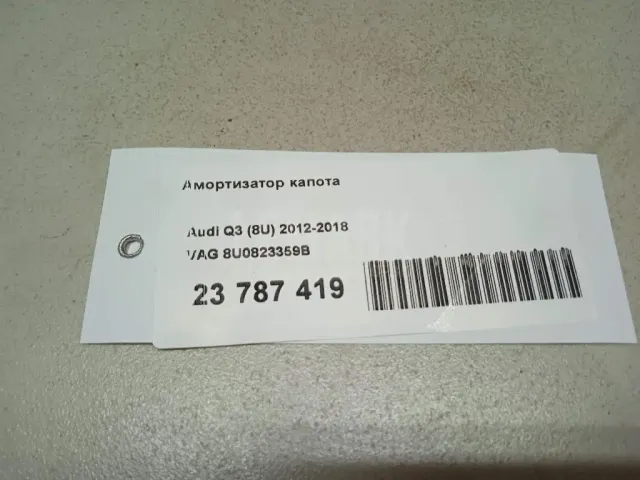 Амортизатор капота
Audi Q3 (8U) 2012-2018
VAG 8U0823359B
23 787 419